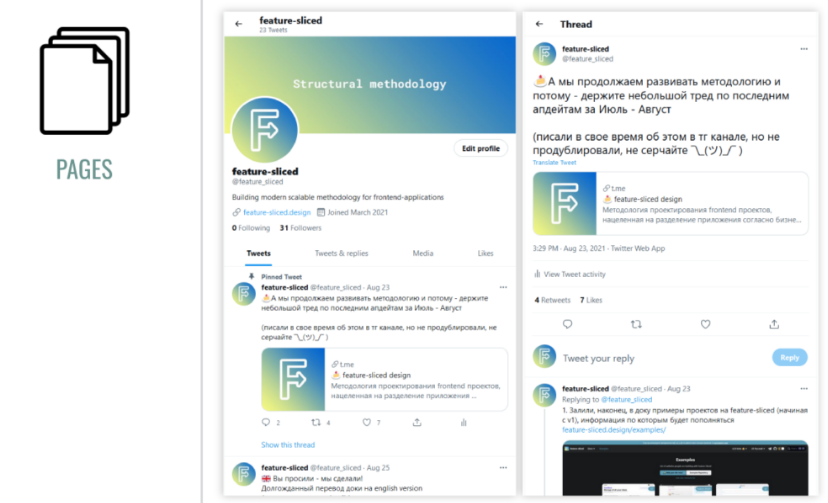 PAGES
feature-sliced
23 Tweets
Structural methodology
Edit profile
feature-sliced
@feature_sliced
Building modern scalable methodology for frontend-applications
feature-sliced.design Joined March 2021
0 Following 31 Followers
Tweets Tweets & replies Media Likes
Pinned Tweet
feature-sliced @feature_sliced · Aug 23
А мы продолжаем развивать методологию и потому - держите
небольшой тред по последним апдейтам за Июль - Август
(писали в свое время об этом в тг канале, но не продублировали, не
серчайте ¯\_(ツ)_/¯ )
t.me
feature-sliced design
Методология проектирования frontend проектов,
нацеленная на разделение приложения ...
2 4 7
Show this thread
feature-sliced @feature_sliced · Aug 25
🇬🇧 Вы просили - мы сделали!
Долгожданный перевод доки на english version
Thread
feature-sliced
@feature_sliced
А мы продолжаем развивать методологию и
потому - держите небольшой тред по последним
апдейтам за Июль - Август
(писали в свое время об этом в тг канале, но не
продублировали, не серчайте ¯\_(ツ)_/¯ )
Translate Tweet
t.me
feature-sliced design
Методология проектирования frontend проектов,
нацеленная на разделение приложения согласно бизне...
3:29 PM · Aug 23, 2021 · Twitter Web App
View Tweet activity
4 Retweets 7 Likes
Tweet your reply Reply
feature-sliced @feature_sliced · Aug 23
Replying to @feature_sliced
1. Залили, наконец, в доку примеры проектов на feature-sliced (начиная
с v1), информация по которым будет пополняться
feature-sliced.design/examples/
Examples